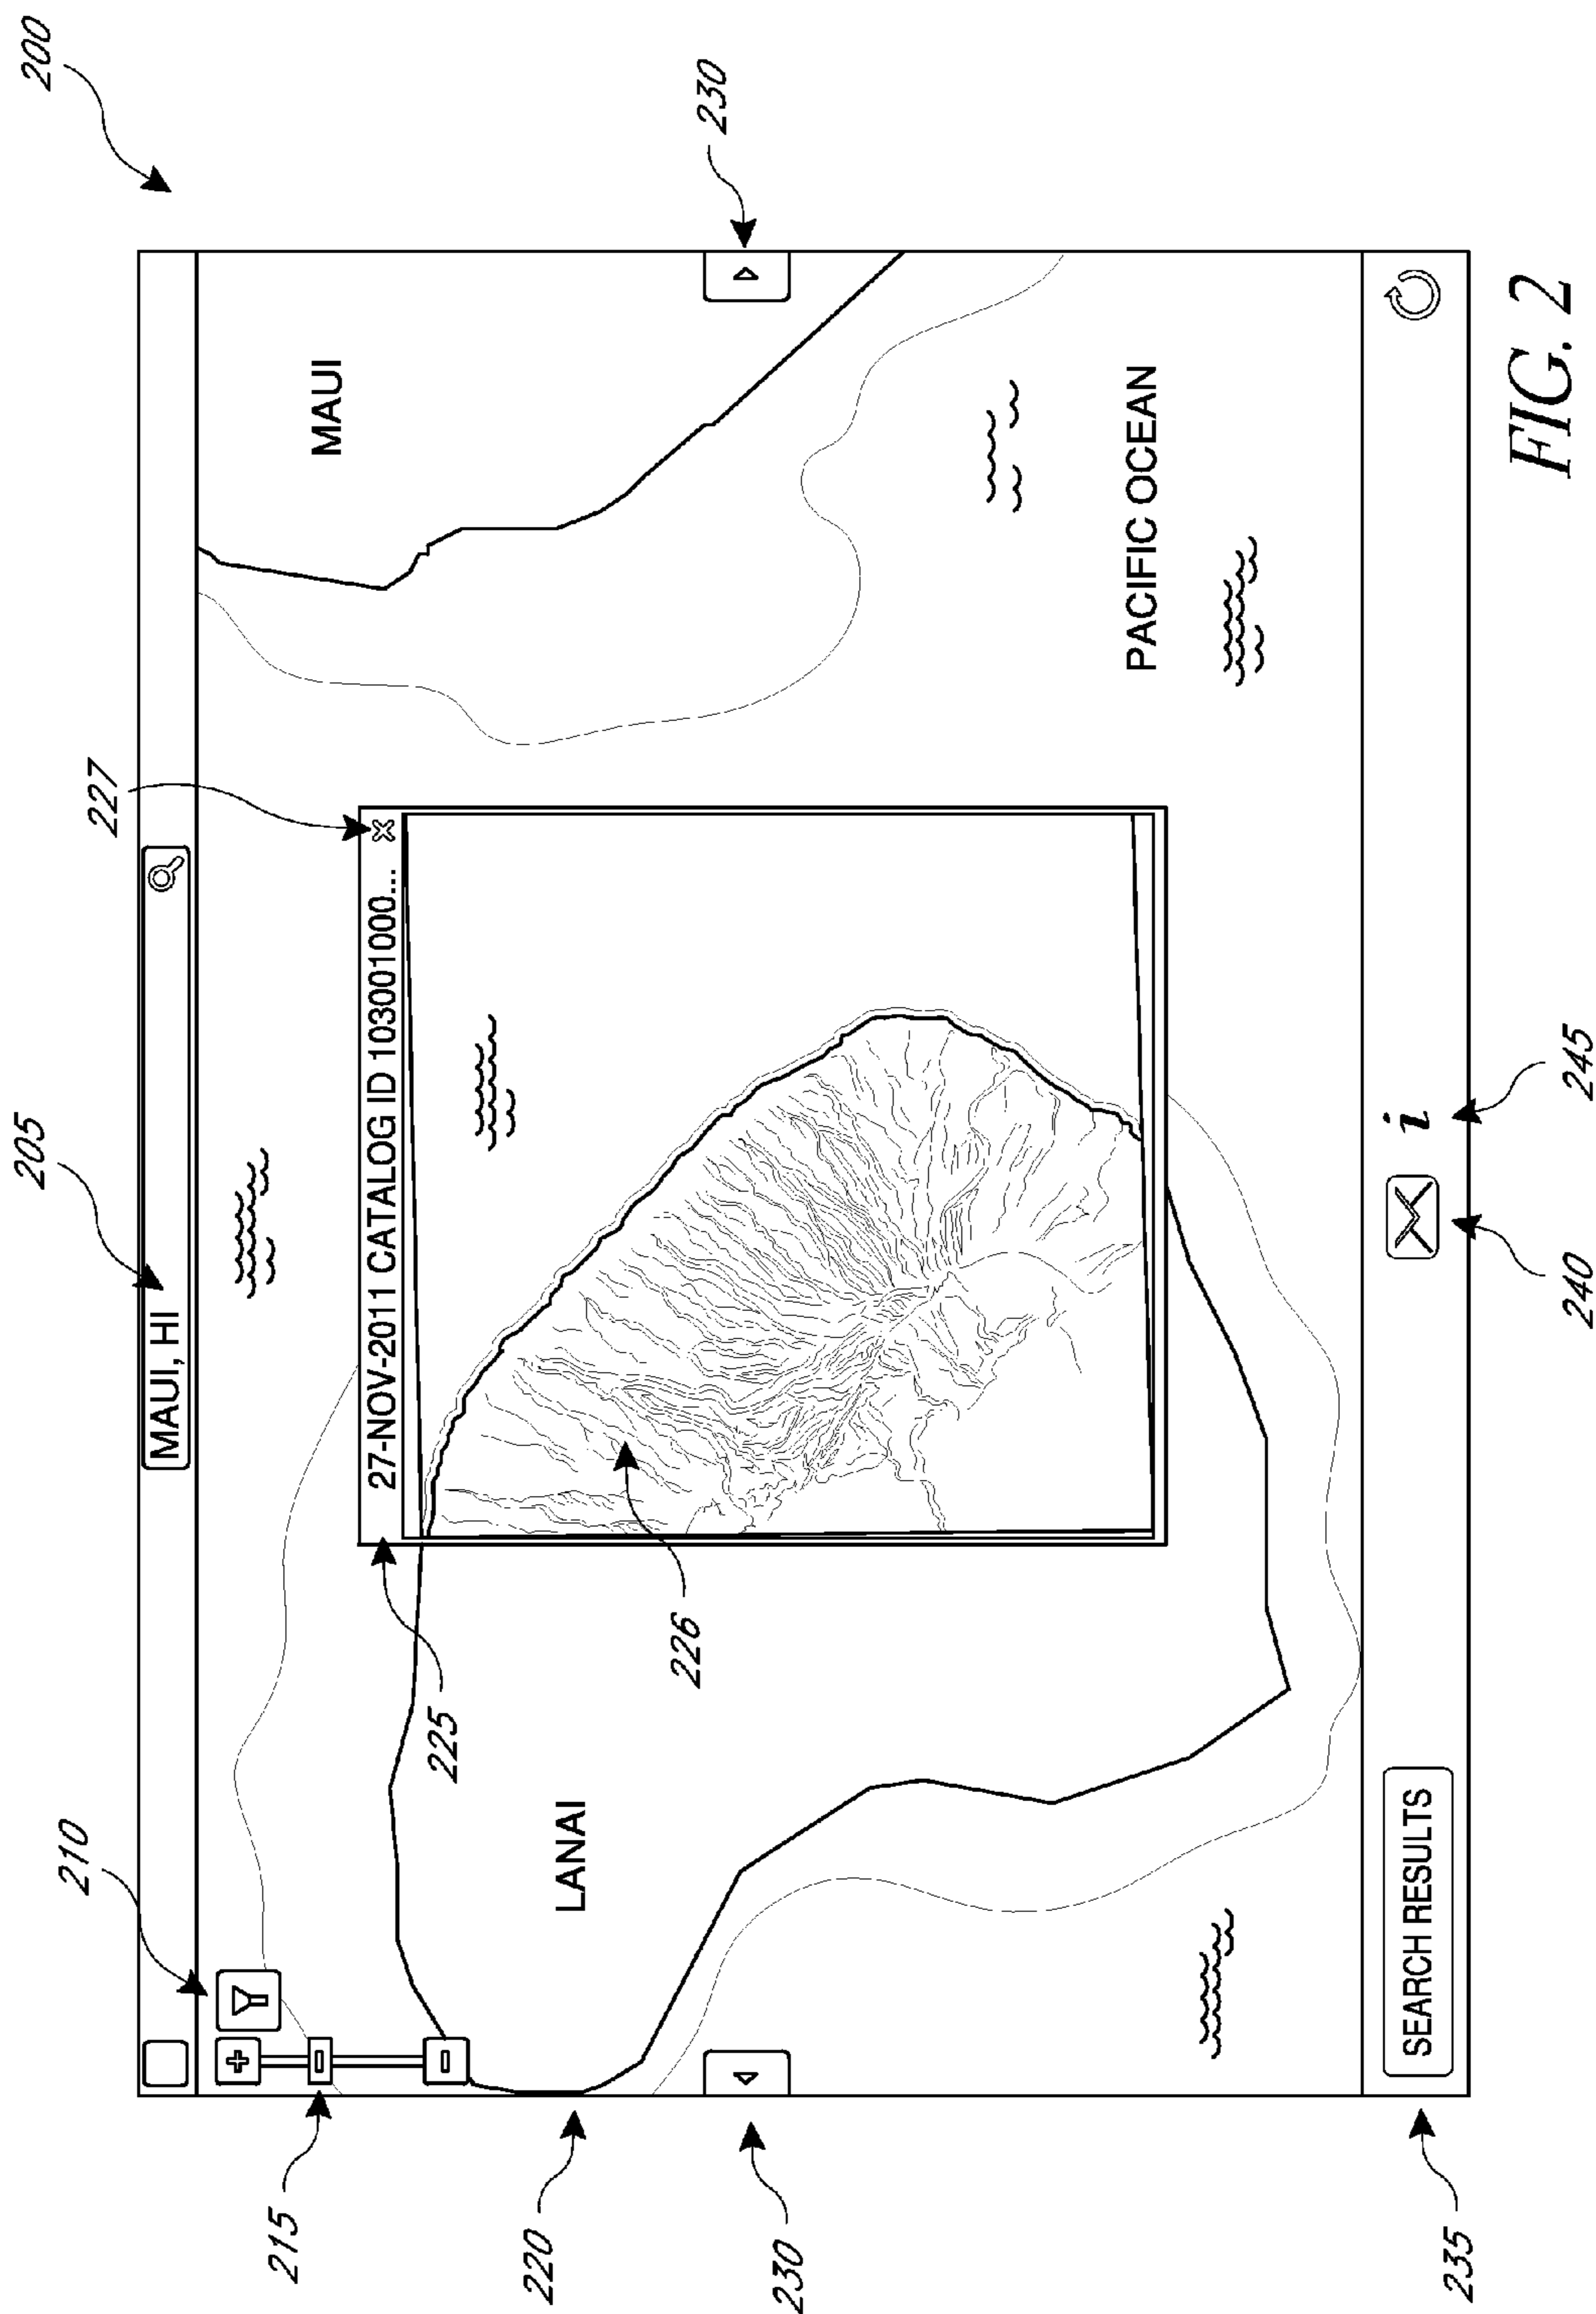 200
205
MAUI, HI
227
210
215
225
27-NOV-2011 CATALOG ID 103001000...
MAUI
220
LANAI
226
230
230
PACIFIC OCEAN
235
SEARCH RESULTS
240
i
245
FIG. 2